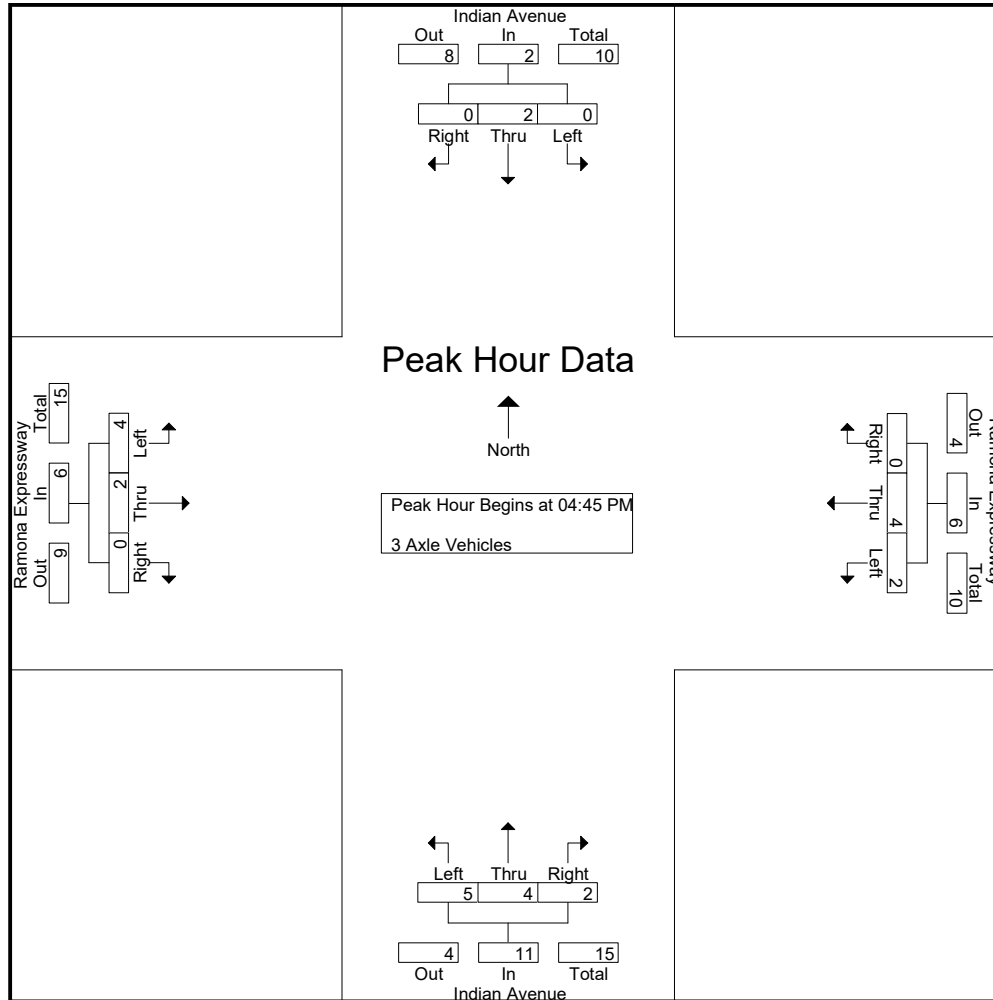 Indian Avenue
Out In Total
8 2 10
0 2 0
Right Thru Left
Peak Hour Data
North
Peak Hour Begins at 04:45 PM
3 Axle Vehicles
Ramona Expressway
Total In Out
15 6 9
4 2 0
Left Thru Right
Ramona Expressway
Out In Total
4 6 10
0 4 2
Right Thru Left
Left Thru Right
5 4 2
4 11 15
Out In Total
Indian Avenue